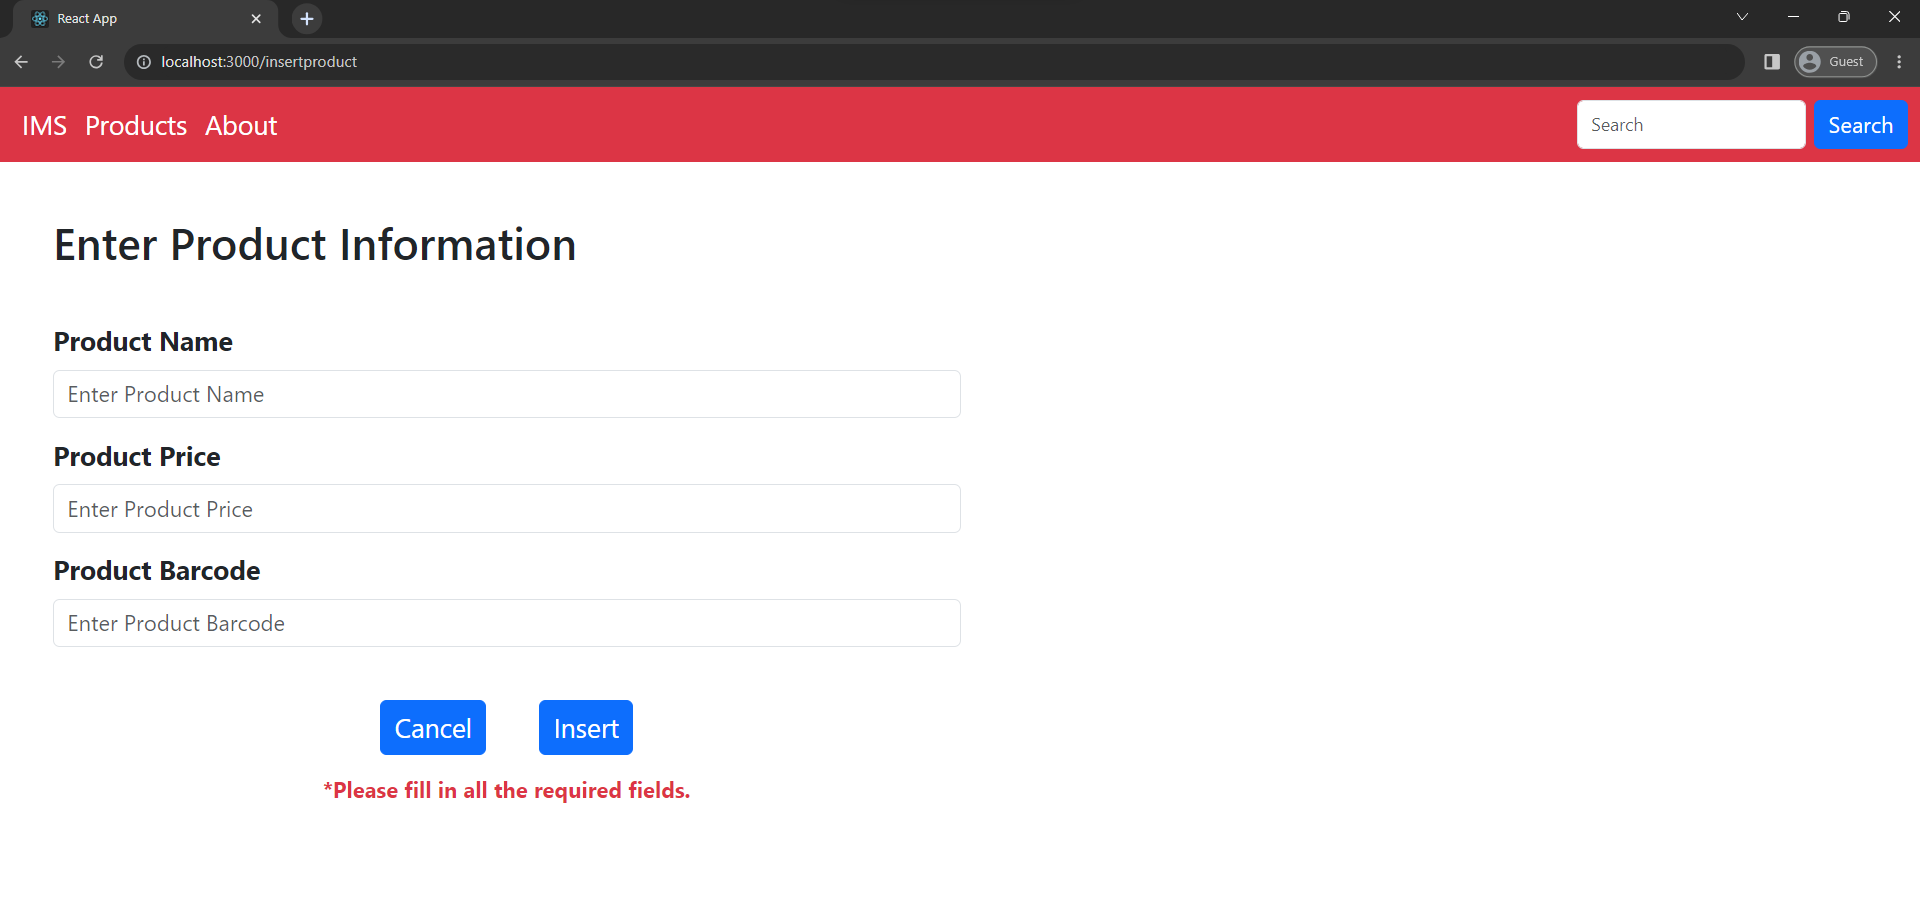 React App
localhost:3000/insertproduct
Guest
IMS Products About
Search
Search
Enter Product Information
Product Name
Enter Product Name
Product Price
Enter Product Price
Product Barcode
Enter Product Barcode
Cancel
Insert
*Please fill in all the required fields.